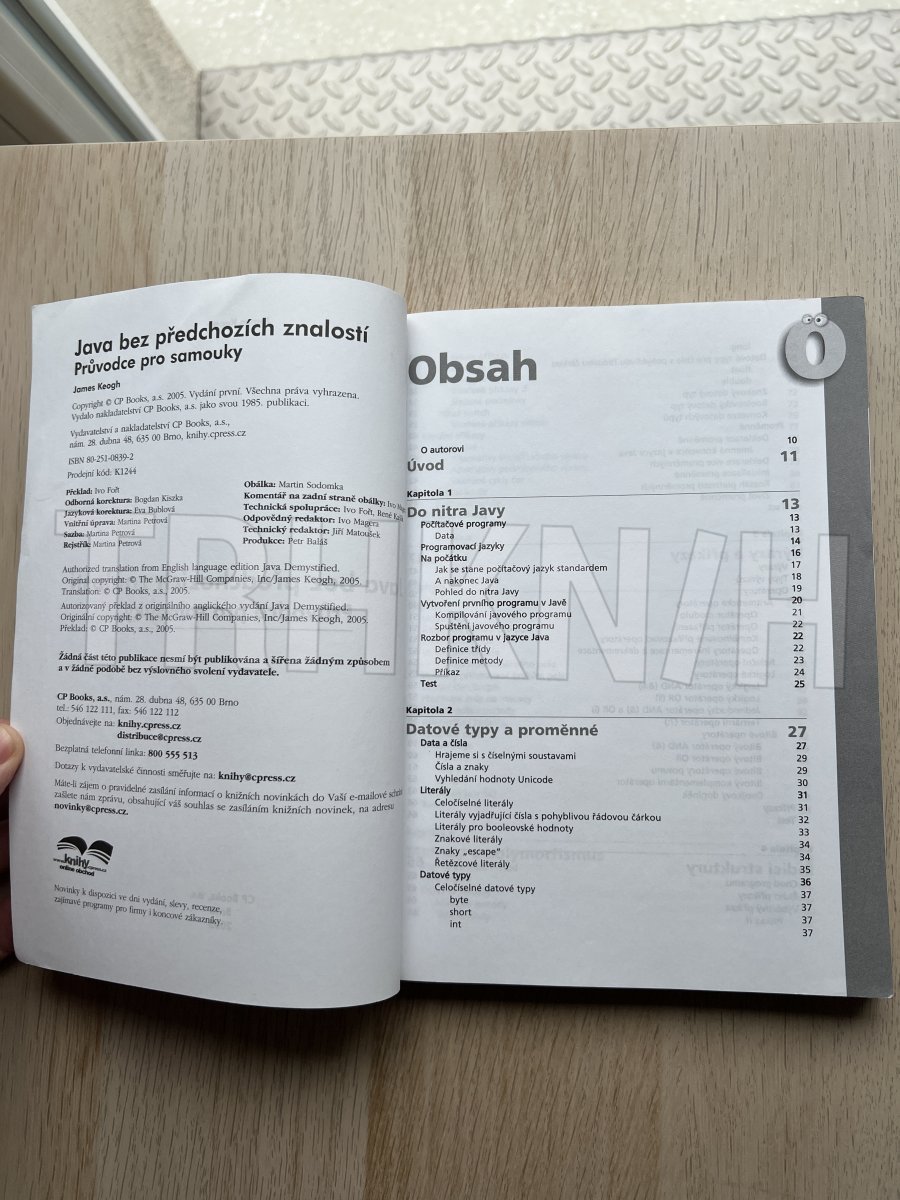 Java bez předchozích znalostí
Průvodce pro samouky
James Keogh
Copyright © CP Books, a.s. 2005. Vydání první. Všechna práva vyhrazena.
Vydalo nakladatelství CP Books, a.s. jako svou 1985. publikaci.
Vydavatelství a nakladatelství CP Books, a.s.,
nám. 28. dubna 48, 635 00 Brno, knihy.cpress.cz
ISBN 80-251-0839-2
Prodejní kód: K1244
Překlad: Ivo Fořt
Odborná korektura: Bogdan Kiszka
Jazyková korektura: Eva Bublová
Vnitřní úprava: Martina Petrová
Sazba: Martina Petrová
Rejstřík: Martina Petrová
Obálka: Martin Sodomka
Komentář na zadní straně obálky: Ivo
Technická spolupráce: Ivo Fořt, René
Odpovědný redaktor: Ivo Magera
Technický redaktor: Jiří Matoušek
Produkce: Petr Baláš
Authorized translation from English language edition Java Demystified.
Original copyright: © The McGraw-Hill Companies, Inc/James Keogh, 2005.
Translation: © CP Books, a.s., 2005.
Autorizovaný překlad z originálního anglického vydání Java Demystified.
Originální copyright: © The McGraw-Hill Companies, Inc/James Keogh, 2005.
Překlad: © CP Books, a.s., 2005.
Žádná část této publikace nesmí být publikována a šířena žádným způsobem
a v žádné podobě bez výslovného svolení vydavatele.
CP Books, a.s., nám. 28. dubna 48, 635 00 Brno
tel.: 546 122 111, fax: 546 122 112
Objednávejte na: knihy.cpress.cz
distribuce@cpress.cz
Bezplatná telefonní linka: 800 555 513
Dotazy k vydavatelské činnosti směřujte na: knihy@cpress.cz
Máte-li zájem o pravidelné zasílání informací o knižních novinkách do Vaší e-mailové
zašlete nám zprávu, obsahující váš souhlas se zasíláním knižních novinek, na adresu
novinky@cpress.cz.
www.knihy.cpress.cz
online obchod
Novinky k dispozici ve dni vydání, slevy, recenze,
zajímavé programy pro firmy i koncové zákazníky.
Ó
Obsah
O autorovi 10
Úvod 11
Kapitola 1
Do nitra Javy 13
Počítačové programy 13
Data 13
Programovací jazyky 14
Na počátku 16
Jak se stane počítačový jazyk standardem 17
A nakonec Java 18
Pohled do nitra Javy 19
Vytvoření prvního programu v Javě 20
Kompilování javového programu 21
Spuštění javového programu 22
Rozbor programu v jazyce Java 22
Definice třídy 22
Definice metody 23
Příkaz 24
Test 25
Kapitola 2
Datové typy a proměnné 27
Data a čísla 27
Hrajeme si s číselnými soustavami 29
Čísla a znaky 29
Vyhledání hodnoty Unicode 30
Literály 31
Celočíselné literály 31
Literály vyjadřující čísla s pohyblivou řádovou čárkou 32
Literály pro booleovské hodnoty 33
Znakové literály 34
Znaky „escape“ 34
Řetězcové literály 35
Datové typy 36
Celočíselné datové typy 37
byte 37
short 37
int 37
TRHKN/H